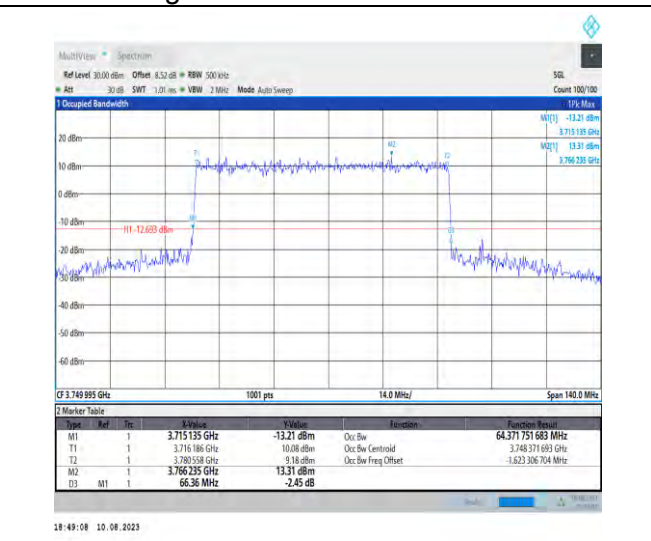 MultiView Spectrum
Ref Level 30.00 dBm Offset 8.52 dB RBW 500 kHz SGL
Att 30 dB SWT 1.01 ms VBW 2 MHz Mode Auto Sweep Count 100/100
1 Occupied Bandwidth 1Pk Max
M1[1] -13.21 dBm
3.715 135 GHz
M2[1] 13.31 dBm
3.766 235 GHz
20 dBm
M2
T1
T2
10 dBm
0 dBm
-10 dBm
M1
H1 -12.693 dBm
D3
-20 dBm
-30 dBm
-40 dBm
-50 dBm
-60 dBm
CF 3.749 995 GHz 1001 pts 14.0 MHz/ Span 140.0 MHz
2 Marker Table
Type Ref Trc X-Value Y-Value Function Function Result
M1 1 3.715135 GHz -13.21 dBm Occ Bw 64.371 751 683 MHz
T1 1 3.716 186 GHz 10.08 dBm Occ Bw Centroid 3.748 371 693 GHz
T2 1 3.780 558 GHz 9.18 dBm Occ Bw Freq Offset -1.623 306 704 MHz
M2 1 3.766 235 GHz 13.31 dBm
D3 M1 1 66.36 MHz -2.45 dB
18:49:08 10.08.2023